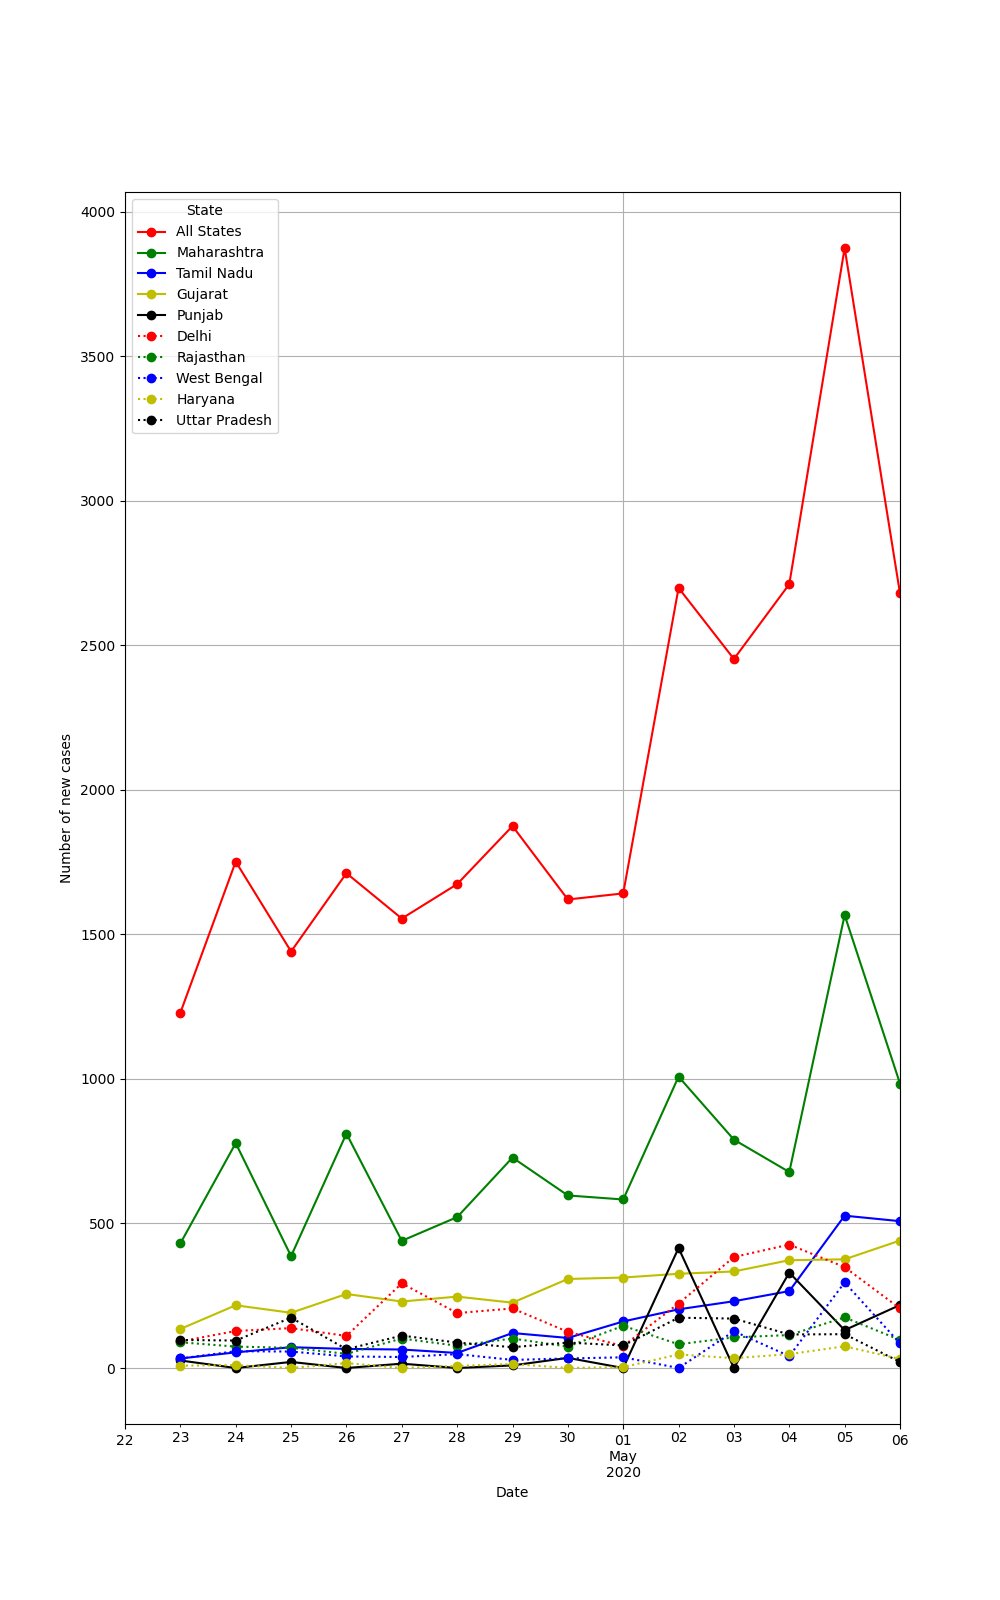 State
All States
Maharashtra
Tamil Nadu
Gujarat
Punjab
Delhi
Rajasthan
West Bengal
Haryana
Uttar Pradesh
4000
3500
3000
2500
2000
1500
1000
500
0
Number of new cases
22 23 24 25 26 27 28 29 30 01 02 03 04 05 06
May
2020
Date